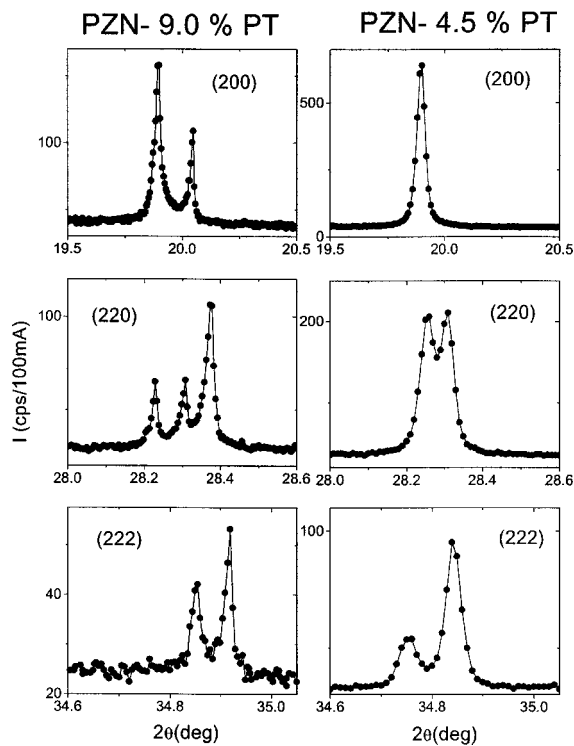 PZN- 9.0 % PT PZN- 4.5 % PT
(200) (200)
100 500
0
19.5 20.0 20.5 19.5 20.0 20.5
I (cps/100mA)
(220) (220)
100 200
28.0 28.2 28.4 28.6 28.0 28.2 28.4 28.6
(222) (222)
40 100
20
34.6 34.8 35.0 34.6 34.8 35.0
2θ(deg) 2θ(deg)